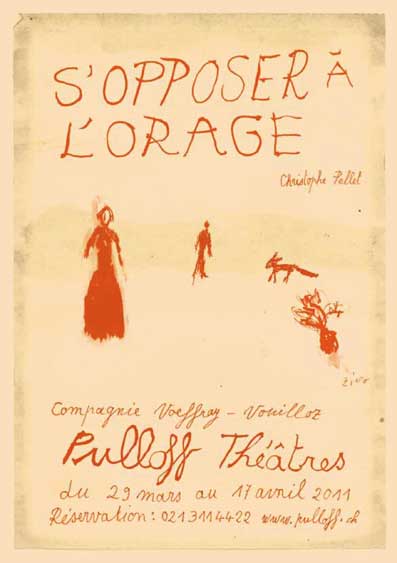 S'OPPOSER À
L'ORAGE
Christophe Pellet
Compagnie Voeffray – Vouilloz
Pulloff Théâtres
du 29 mars au 17 avril 2011
Réservation : 021 311 44 22 www.pulloff.ch